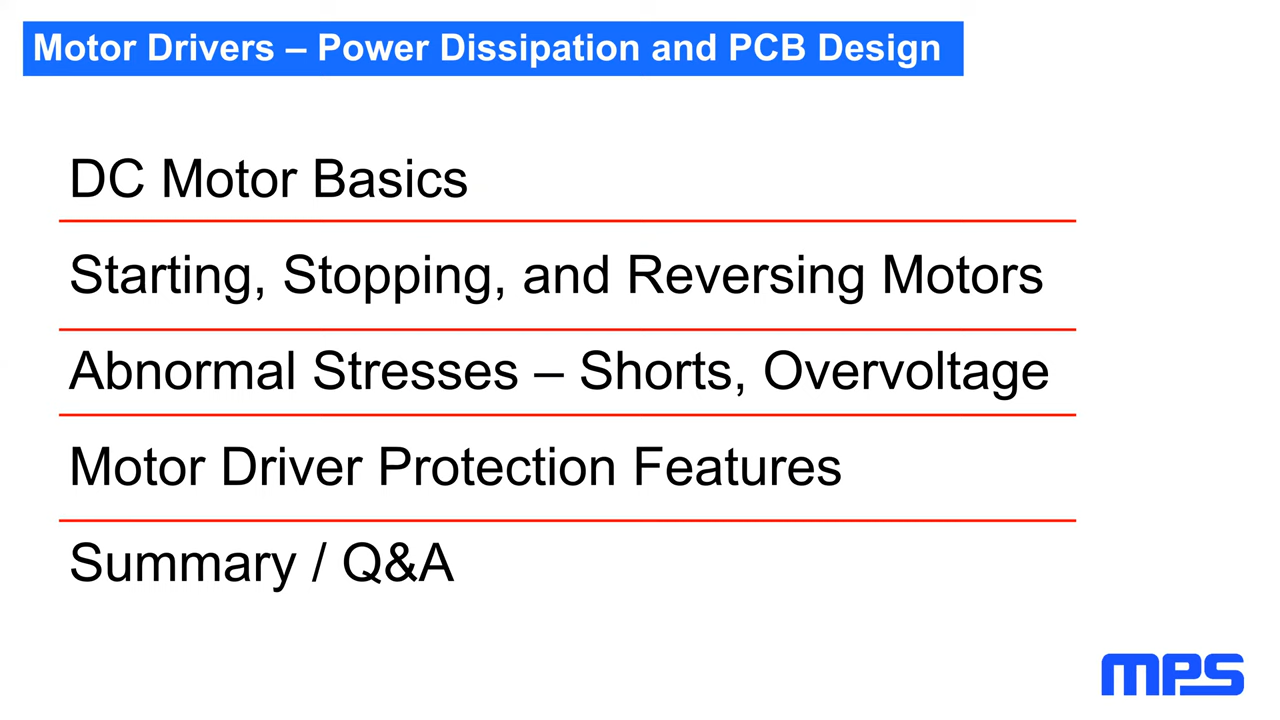 Motor Drivers – Power Dissipation and PCB Design
DC Motor Basics
Starting, Stopping, and Reversing Motors
Abnormal Stresses – Shorts, Overvoltage
Motor Driver Protection Features
Summary / Q&A
mps